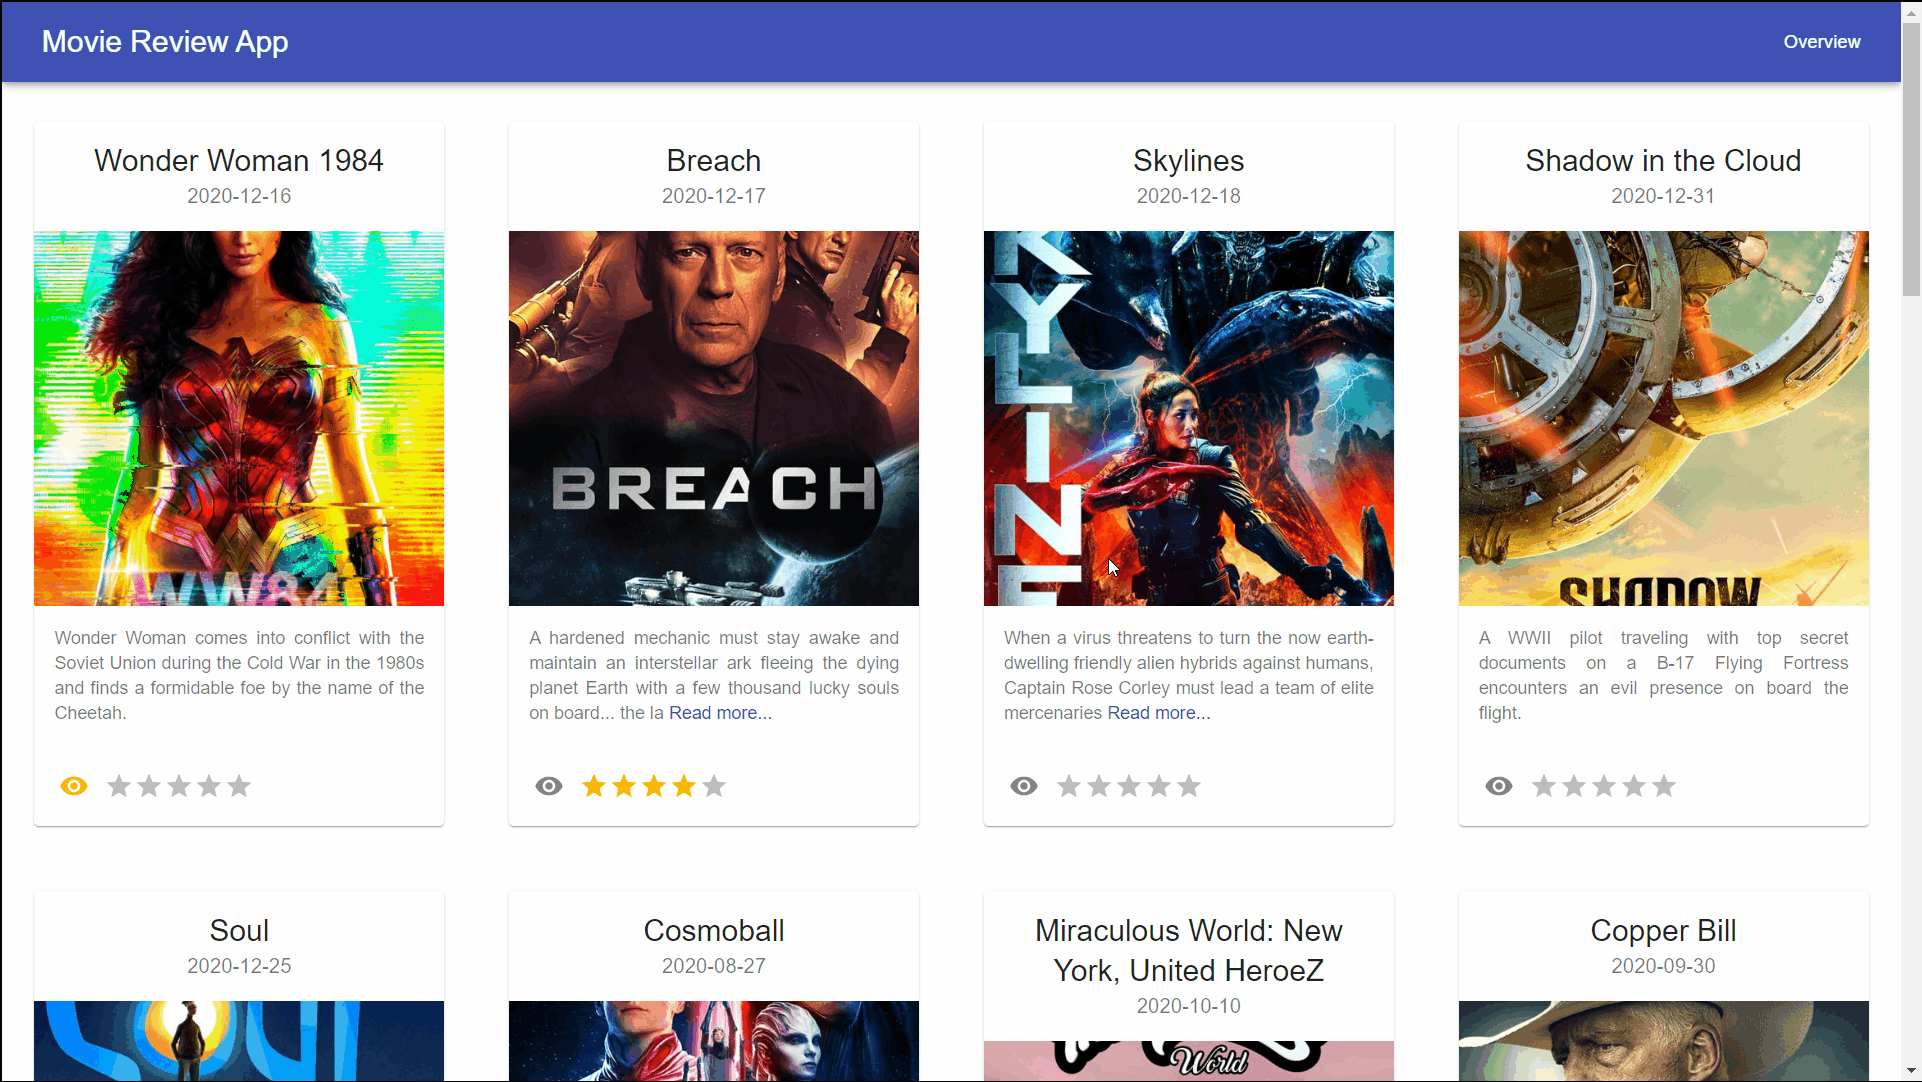 Movie Review App
Overview
Wonder Woman 1984
2020-12-16
WW84
Wonder Woman comes into conflict with the
Soviet Union during the Cold War in the 1980s
and finds a formidable foe by the name of the
Cheetah.
Breach
2020-12-17
BREACH
A hardened mechanic must stay awake and
maintain an interstellar ark fleeing the dying
planet Earth with a few thousand lucky souls
on board... the la Read more...
Skylines
2020-12-18
KYLINE
When a virus threatens to turn the now earth-
dwelling friendly alien hybrids against humans,
Captain Rose Corley must lead a team of elite
mercenaries Read more...
Shadow in the Cloud
2020-12-31
SHADOW
A WWII pilot traveling with top secret
documents on a B-17 Flying Fortress
encounters an evil presence on board the
flight.
Soul
2020-12-25
SOUL
Cosmoball
2020-08-27
Miraculous World: New
York, United HeroeZ
2020-10-10
World
Copper Bill
2020-09-30